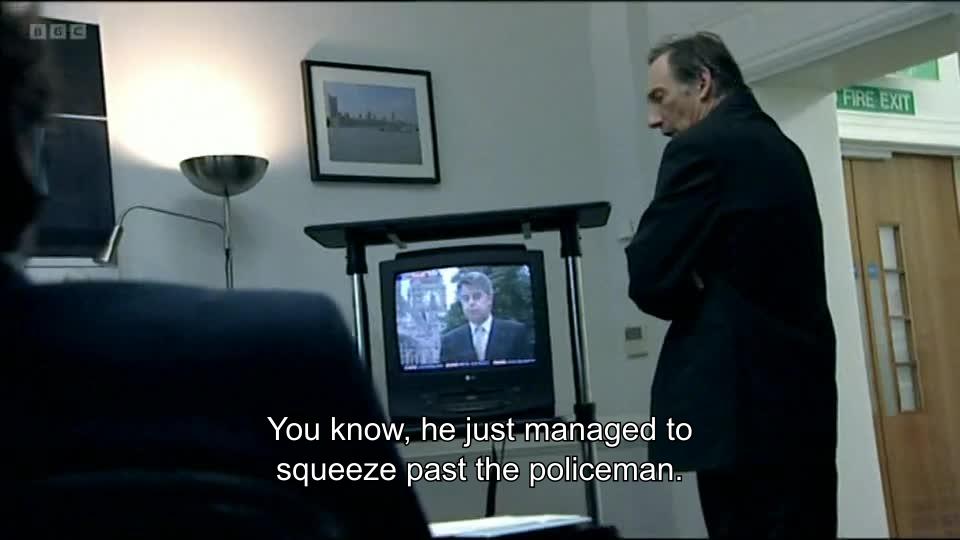 BBC
FIRE EXIT
You know, he just managed to
squeeze past the policeman.